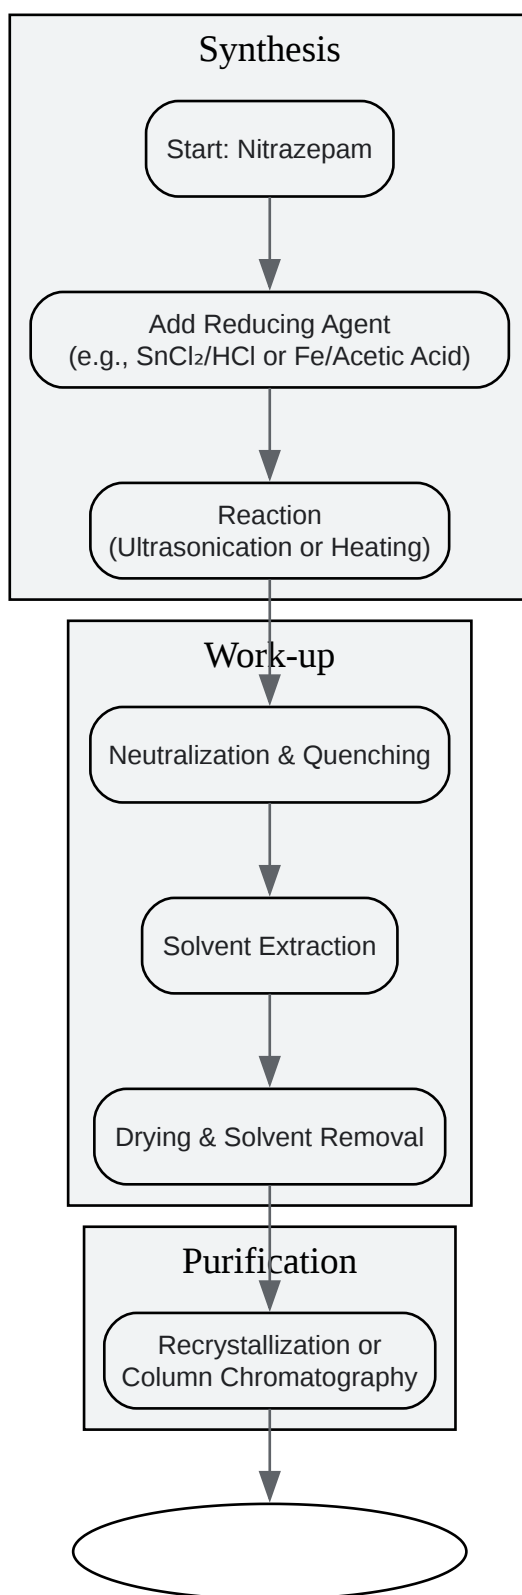 Synthesis
Start: Nitrazepam
Add Reducing Agent
(e.g., SnCl₂/HCl or Fe/Acetic Acid)
Reaction
(Ultrasonication or Heating)
Work-up
Neutralization & Quenching
Solvent Extraction
Drying & Solvent Removal
Purification
Recrystallization or
Column Chromatography